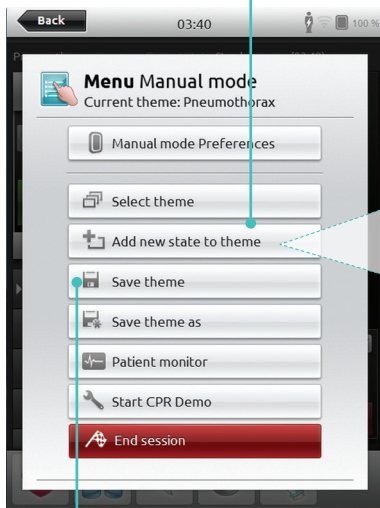 Back
03:40
100 %
Menu Manual mode
Current theme: Pneumothorax
Manual mode Preferences
Select theme
Add new state to theme
Save theme
Save theme as
Patient monitor
Start CPR Demo
End session